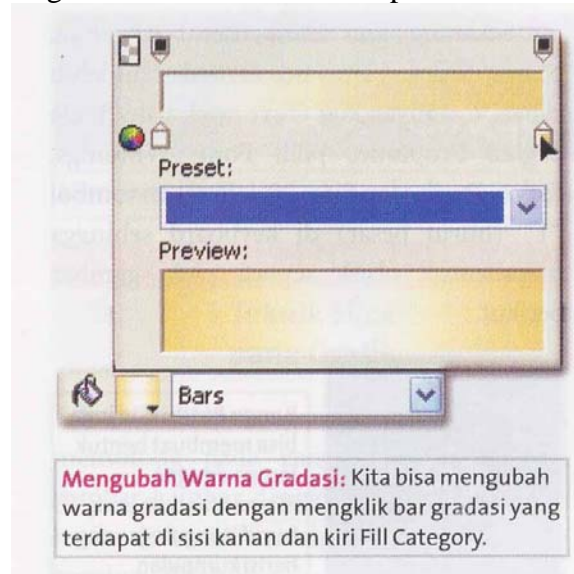 Preset:
Preview:
Bars
Mengubah Warna Gradasi: Kita bisa mengubah
warna gradasi dengan mengklik bar gradasi yang
terdapat di sisi kanan dan kiri Fill Category.